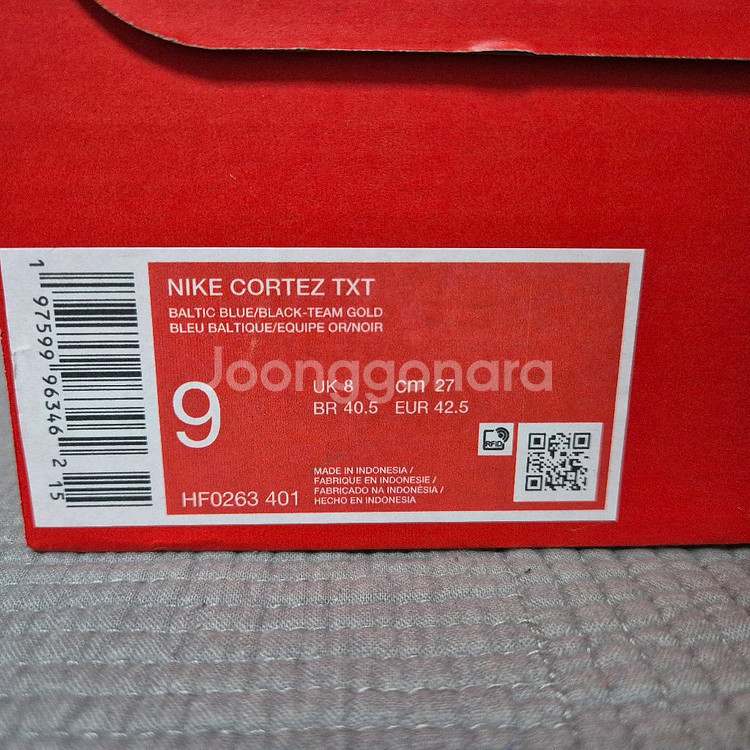 1 97599 96346 2 15
NIKE CORTEZ TXT
BALTIC BLUE/BLACK-TEAM GOLD
BLEU BALTIQUE/EQUIPE OR/NOIR
Joonggonara
9
UK 8 cm 27
BR 40.5 EUR 42.5
RFID
MADE IN INDONESIA /
FABRIQUE EN INDONESIE /
FABRICADO NA INDONÉSIA /
HECHO EN INDONESIA
HF0263 401